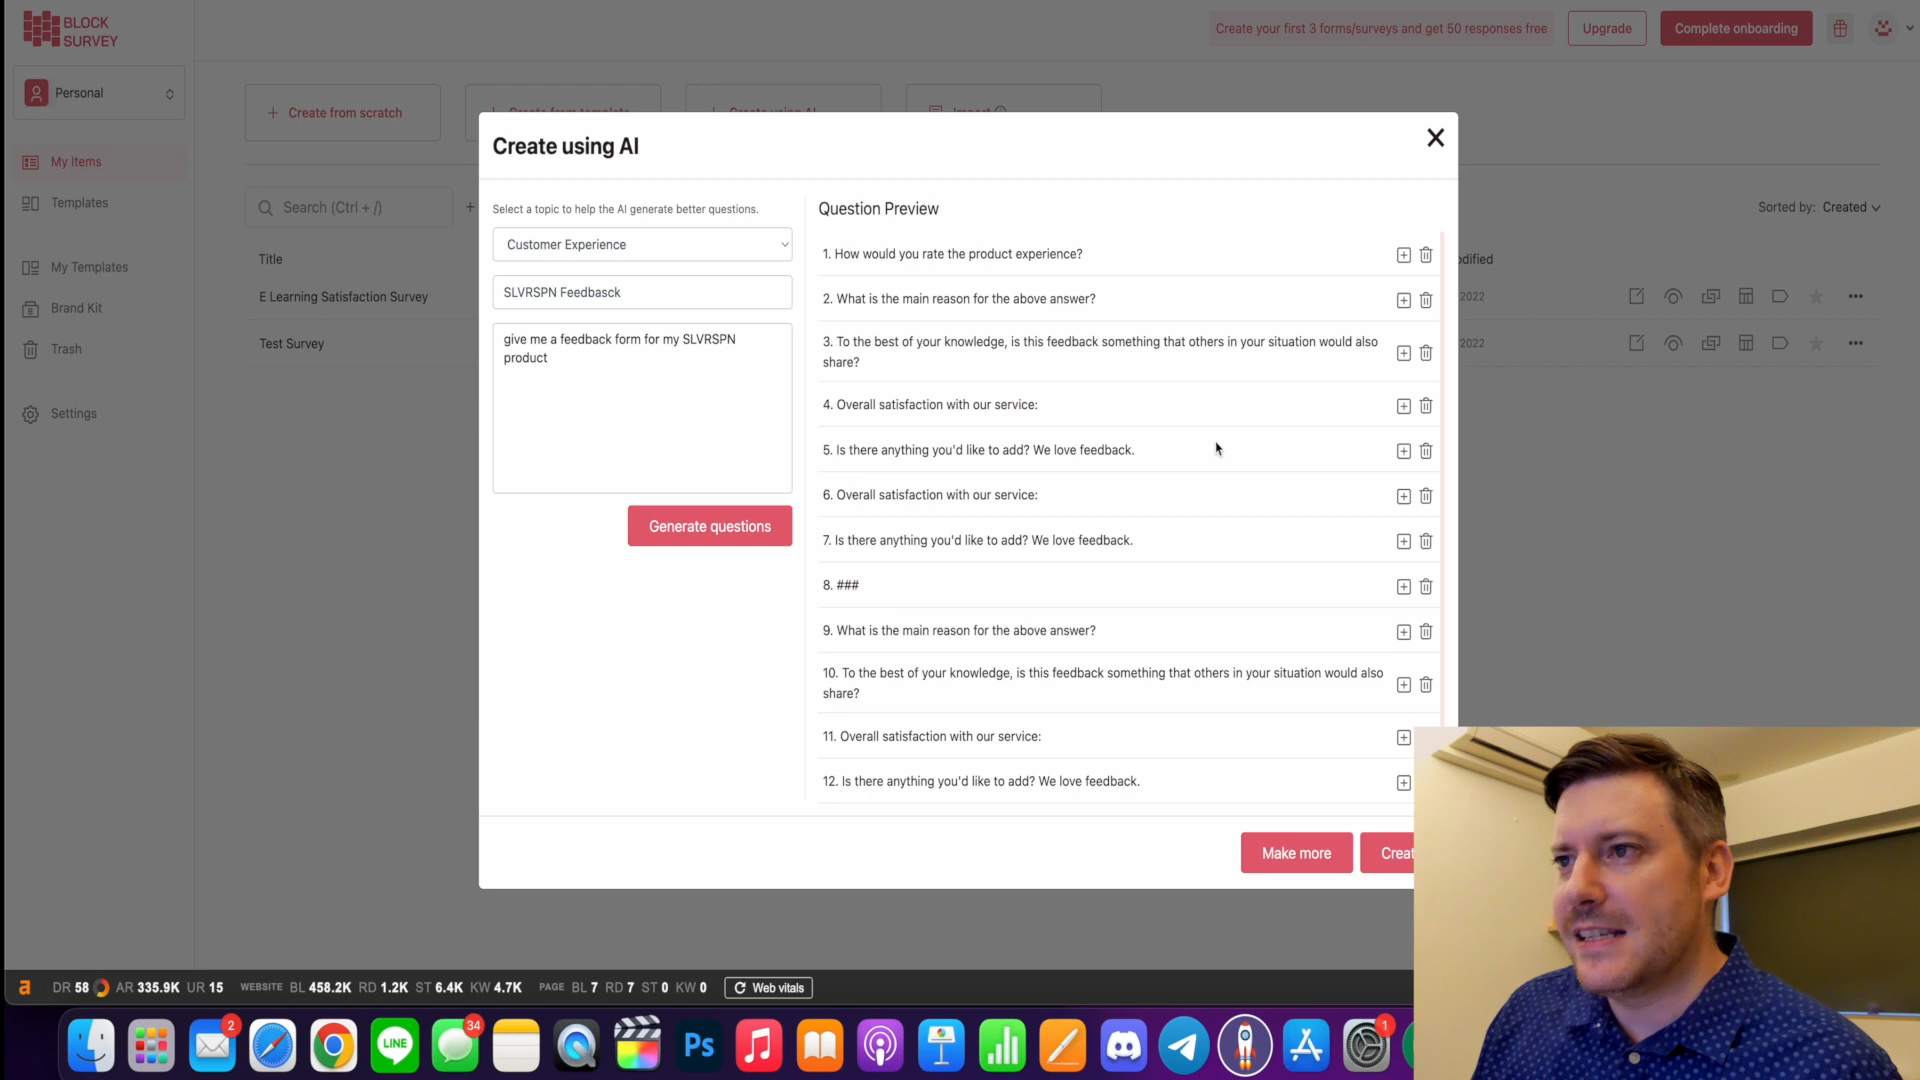 BLOCK
SURVEY
Create your first 3 forms/surveys and get 50 responses free
Upgrade
Complete onboarding
Personal
Create from scratch
Create from template
Create using AI
Import
My Items
Templates
My Templates
Brand Kit
Trash
Settings
Search (Ctrl + /)
Sorted by: Created
Title
E Learning Satisfaction Survey
2022
Test Survey
2022
Create using AI
Select a topic to help the AI generate better questions.
Customer Experience
SLVRSPN Feedbasck
give me a feedback form for my SLVRSPN
product
Generate questions
Question Preview
1. How would you rate the product experience?
2. What is the main reason for the above answer?
3. To the best of your knowledge, is this feedback something that others in your situation would also
share?
4. Overall satisfaction with our service:
5. Is there anything you'd like to add? We love feedback.
6. Overall satisfaction with our service:
7. Is there anything you'd like to add? We love feedback.
8. ###
9. What is the main reason for the above answer?
10. To the best of your knowledge, is this feedback something that others in your situation would also
share?
11. Overall satisfaction with our service:
12. Is there anything you'd like to add? We love feedback.
Make more
Creat
a DR 58 AR 335.9K UR 15 WEBSITE BL 458.2K RD 1.2K ST 6.4K KW 4.7K PAGE BL 7 RD 7 ST 0 KW 0 Web vitals
2
LINE
34
Ps
1